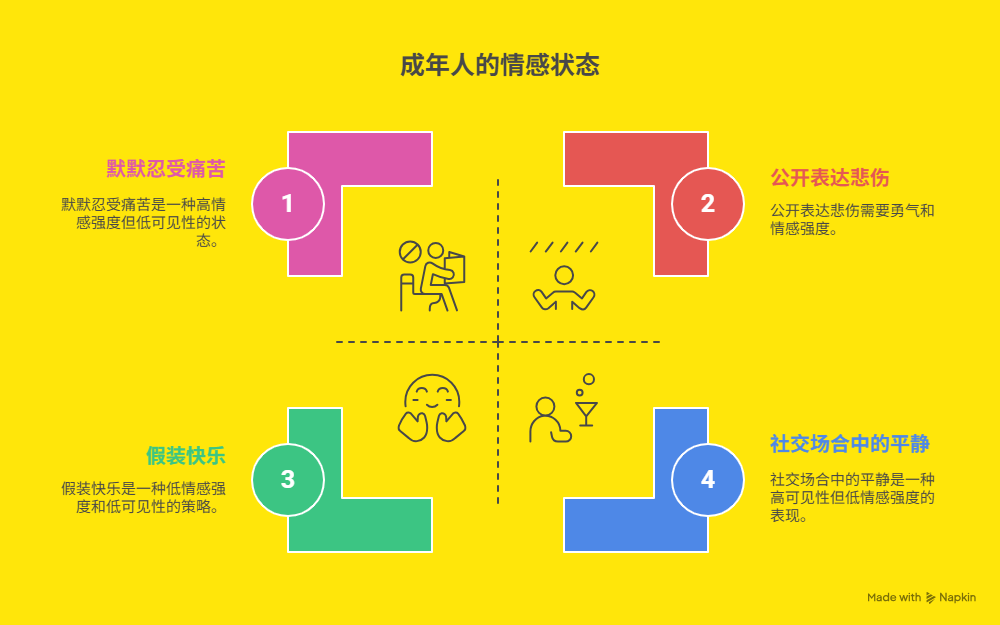 成年人的情感状态
默默忍受痛苦
默默忍受痛苦是一种高情
感强度但低可见性的状
态。
1
2
公开表达悲伤
公开表达悲伤需要勇气和
情感强度。
假装快乐
假装快乐是一种低情感强
度和低可见性的策略。
3
4
社交场合中的平静
社交场合中的平静是一种
高可见性但低情感强度的
表现。
Made with Napkin